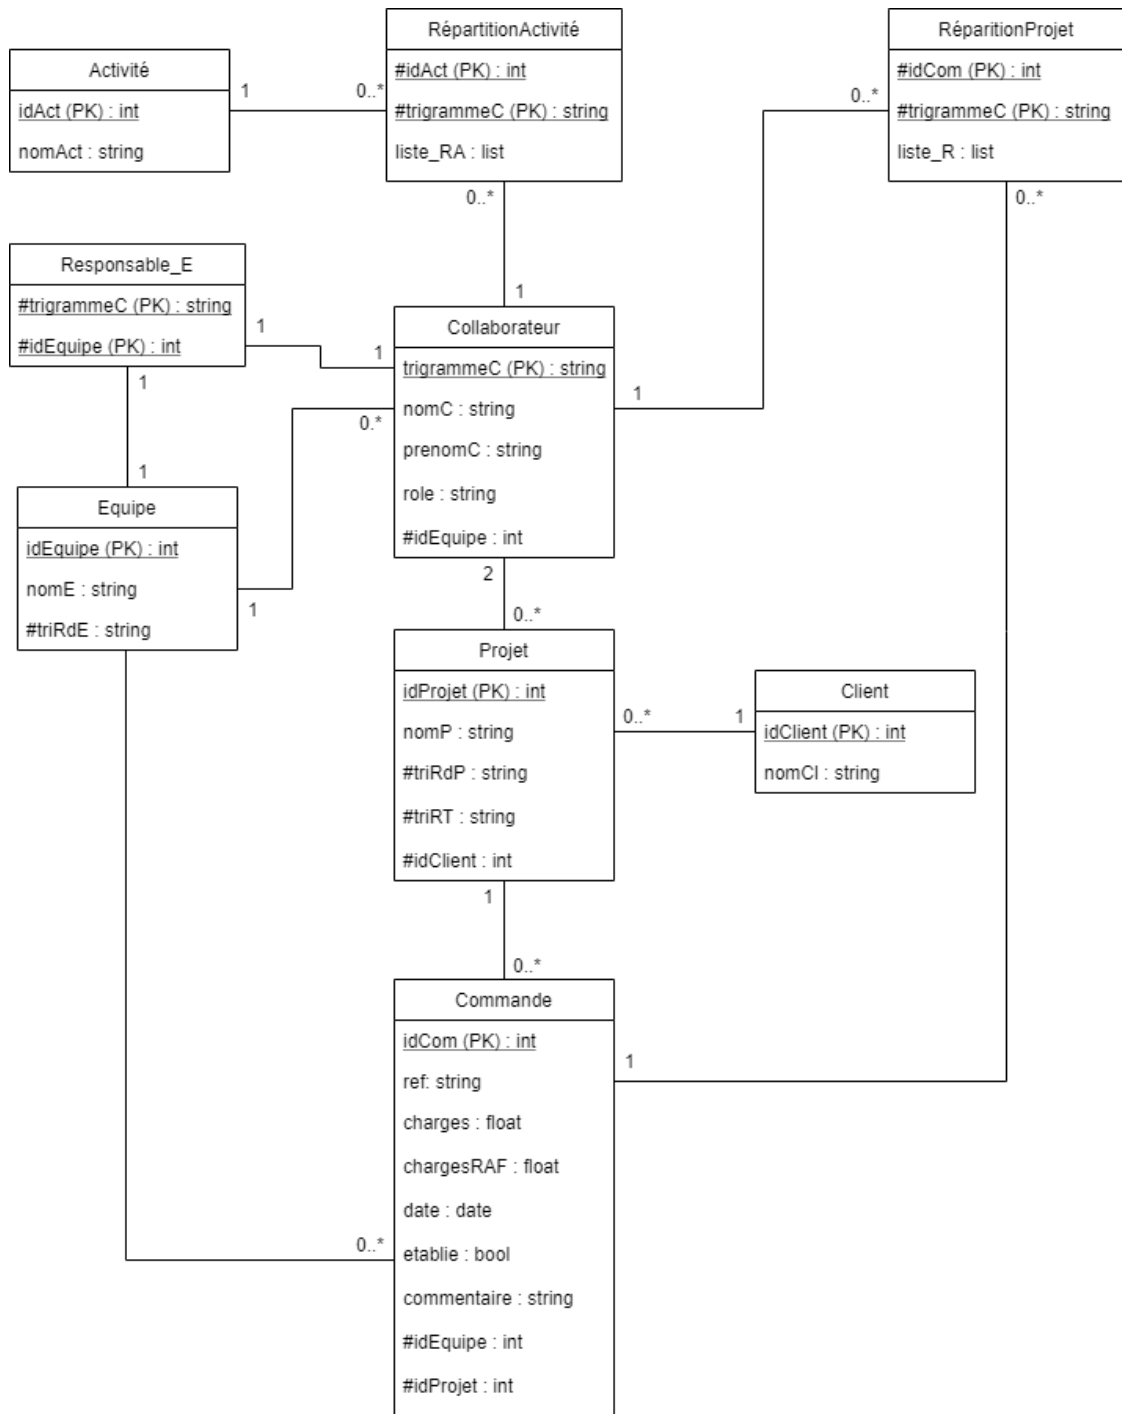 RépartitionActivité
#idAct (PK) : int
#trigrammeC (PK) : string
liste_RA : list
RéparitionProjet
#idCom (PK) : int
#trigrammeC (PK) : string
liste_R : list
Activité
idAct (PK) : int
nomAct : string
1
0..*
0..*
0..*
0..*
Responsable_E
#trigrammeC (PK) : string
#idEquipe (PK) : int
1
1
1
1
Collaborateur
trigrammeC (PK) : string
nomC : string
prenomC : string
role : string
#idEquipe : int
1
0.*
1
Equipe
idEquipe (PK) : int
nomE : string
#triRdE : string
1
2
0..*
Projet
idProjet (PK) : int
nomP : string
#triRdP : string
#triRT : string
#idClient : int
0..*
1
Client
idClient (PK) : int
nomCl : string
1
0..*
Commande
idCom (PK) : int
ref: string
charges : float
chargesRAF : float
date : date
etablie : bool
commentaire : string
#idEquipe : int
#idProjet : int
1
0..*